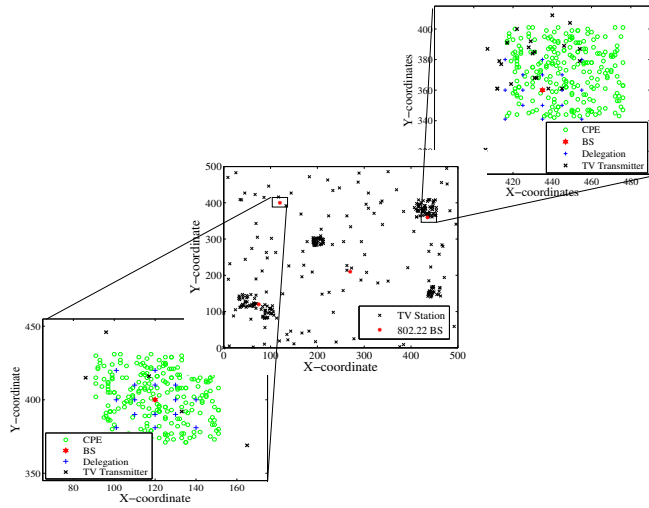 400
380
360
340
320
Y−coordinates
420 440 460 480
X−coordinates
CPE
BS
Delegation
TV Transmitter
500
400
300
200
100
0
Y−coordinate
0 100 200 300 400 500
X−coordinate
TV Station
802.22 BS
450
400
350
Y−coordinate
80 100 120 140 160
X−coordinate
CPE
BS
Delegation
TV Transmitter